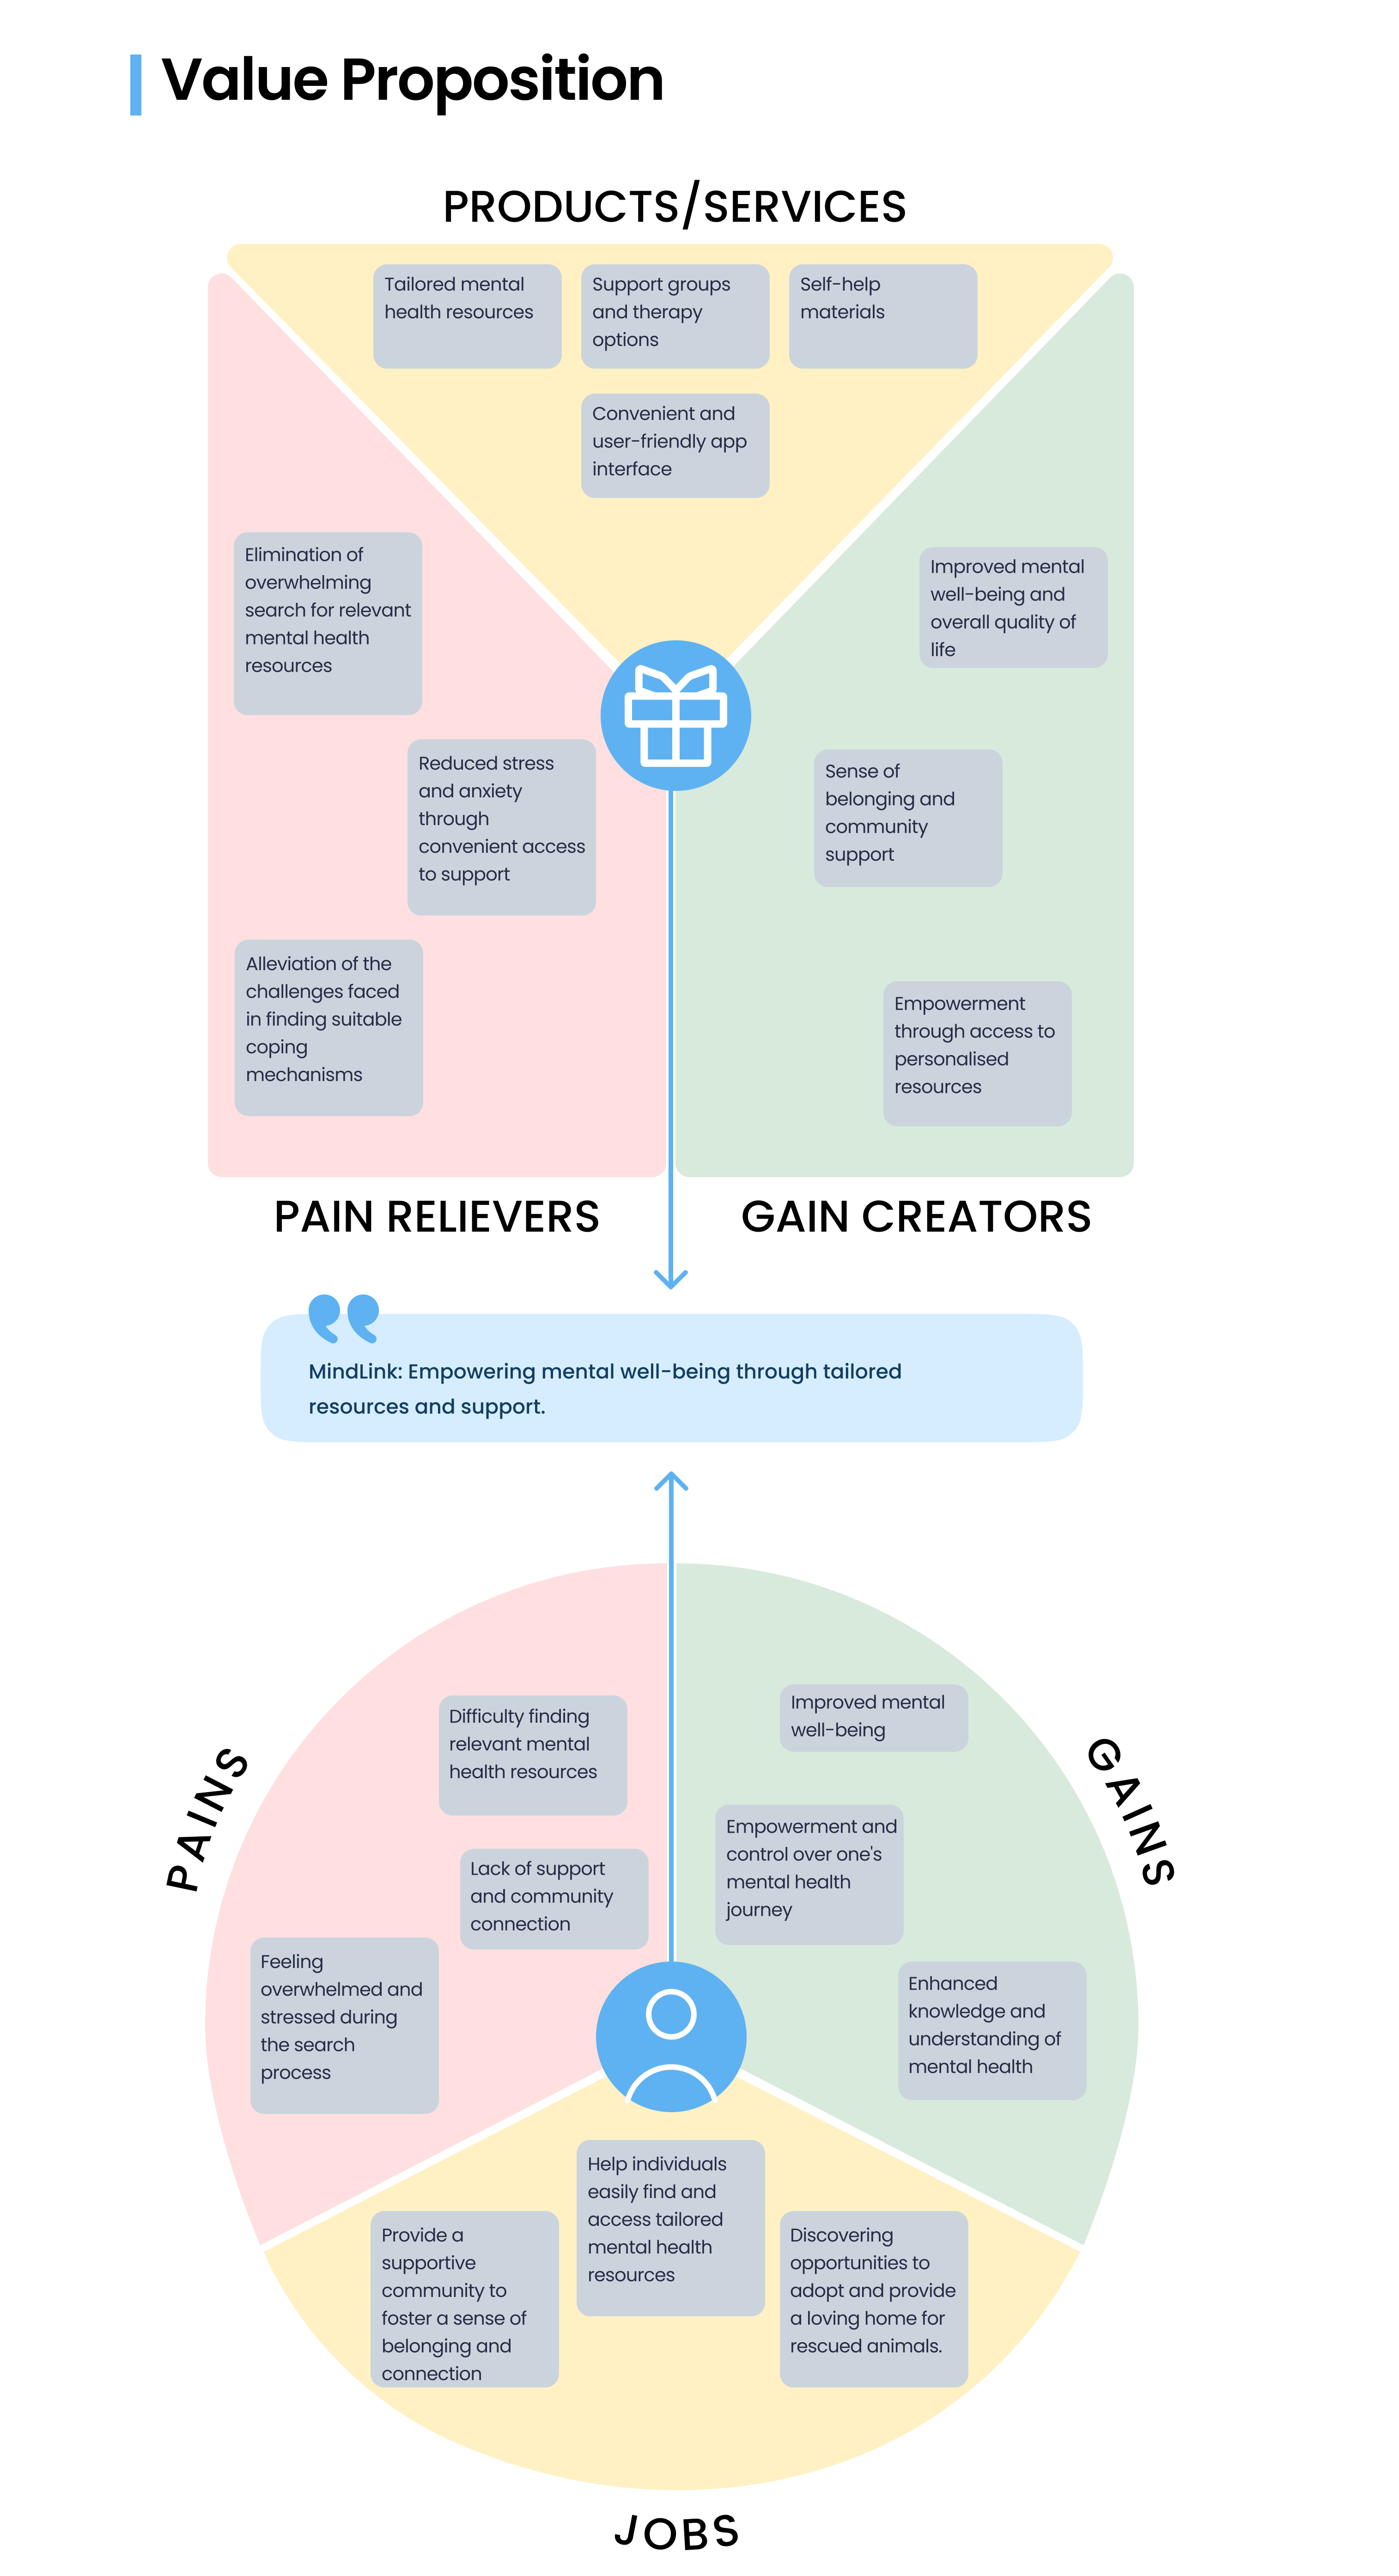 Value Proposition
PRODUCTS/SERVICES
Tailored mental
health resources
Support groups
and therapy
options
Self-help
materials
Convenient and
user-friendly app
interface
Elimination of
overwhelming
search for relevant
mental health
resources
Reduced stress
and anxiety
through
convenient access
to support
Alleviation of the
challenges faced
in finding suitable
coping
mechanisms
Improved mental
well-being and
overall quality of
life
Sense of
belonging and
community
support
Empowerment
through access to
personalised
resources
PAIN RELIEVERS
GAIN CREATORS
MindLink: Empowering mental well-being through tailored
resources and support.
PAINS
Difficulty finding
relevant mental
health resources
Lack of support
and community
connection
Feeling
overwhelmed and
stressed during
the search
process
GAINS
Improved mental
well-being
Empowerment and
control over one's
mental health
journey
Enhanced
knowledge and
understanding of
mental health
Provide a
supportive
community to
foster a sense of
belonging and
connection
Help individuals
easily find and
access tailored
mental health
resources
Discovering
opportunities to
adopt and provide
a loving home for
rescued animals.
JOBS